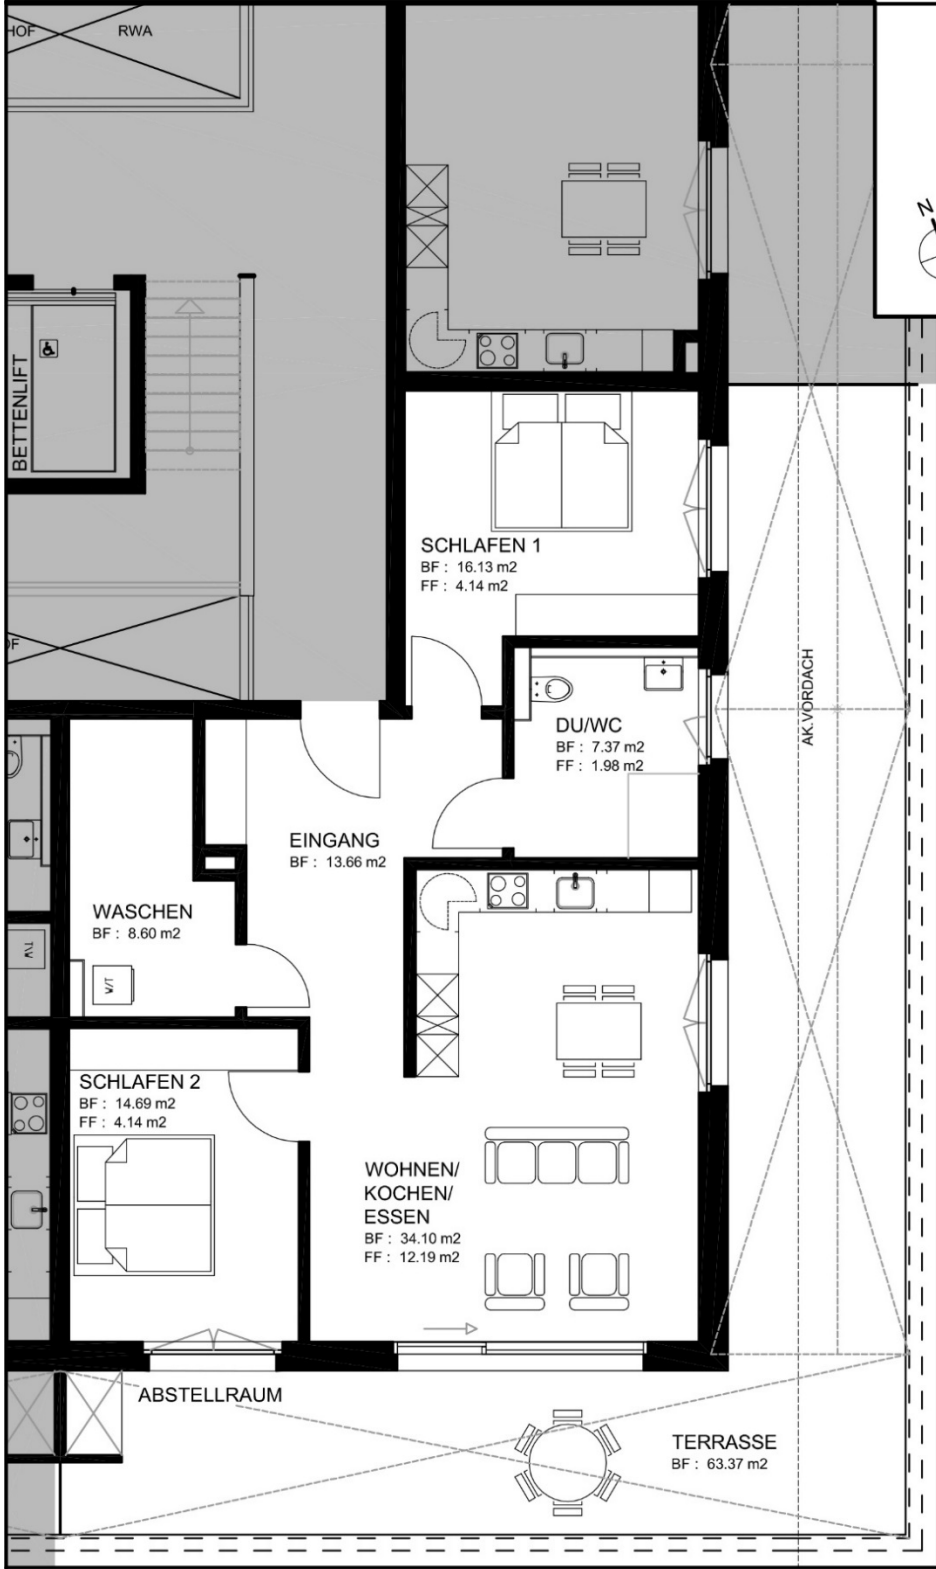 HOF
RWA
N
BETTENLIFT
SCHLAFEN 1
BF : 16.13 m2
FF : 4.14 m2
AK.VORDACH
DU/WC
BF : 7.37 m2
FF : 1.98 m2
EINGANG
BF : 13.66 m2
WASCHEN
BF : 8.60 m2
W/T
SCHLAFEN 2
BF : 14.69 m2
FF : 4.14 m2
WOHNEN/
KOCHEN/
ESSEN
BF : 34.10 m2
FF : 12.19 m2
ABSTELLRAUM
TERRASSE
BF : 63.37 m2